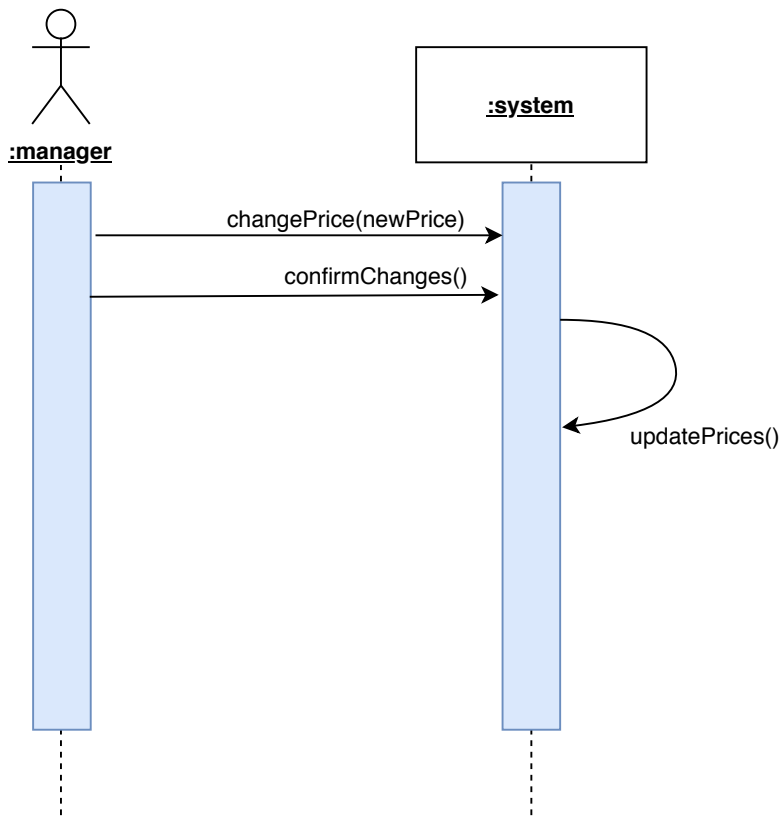 :manager
:system
changePrice(newPrice)
confirmChanges()
updatePrices()